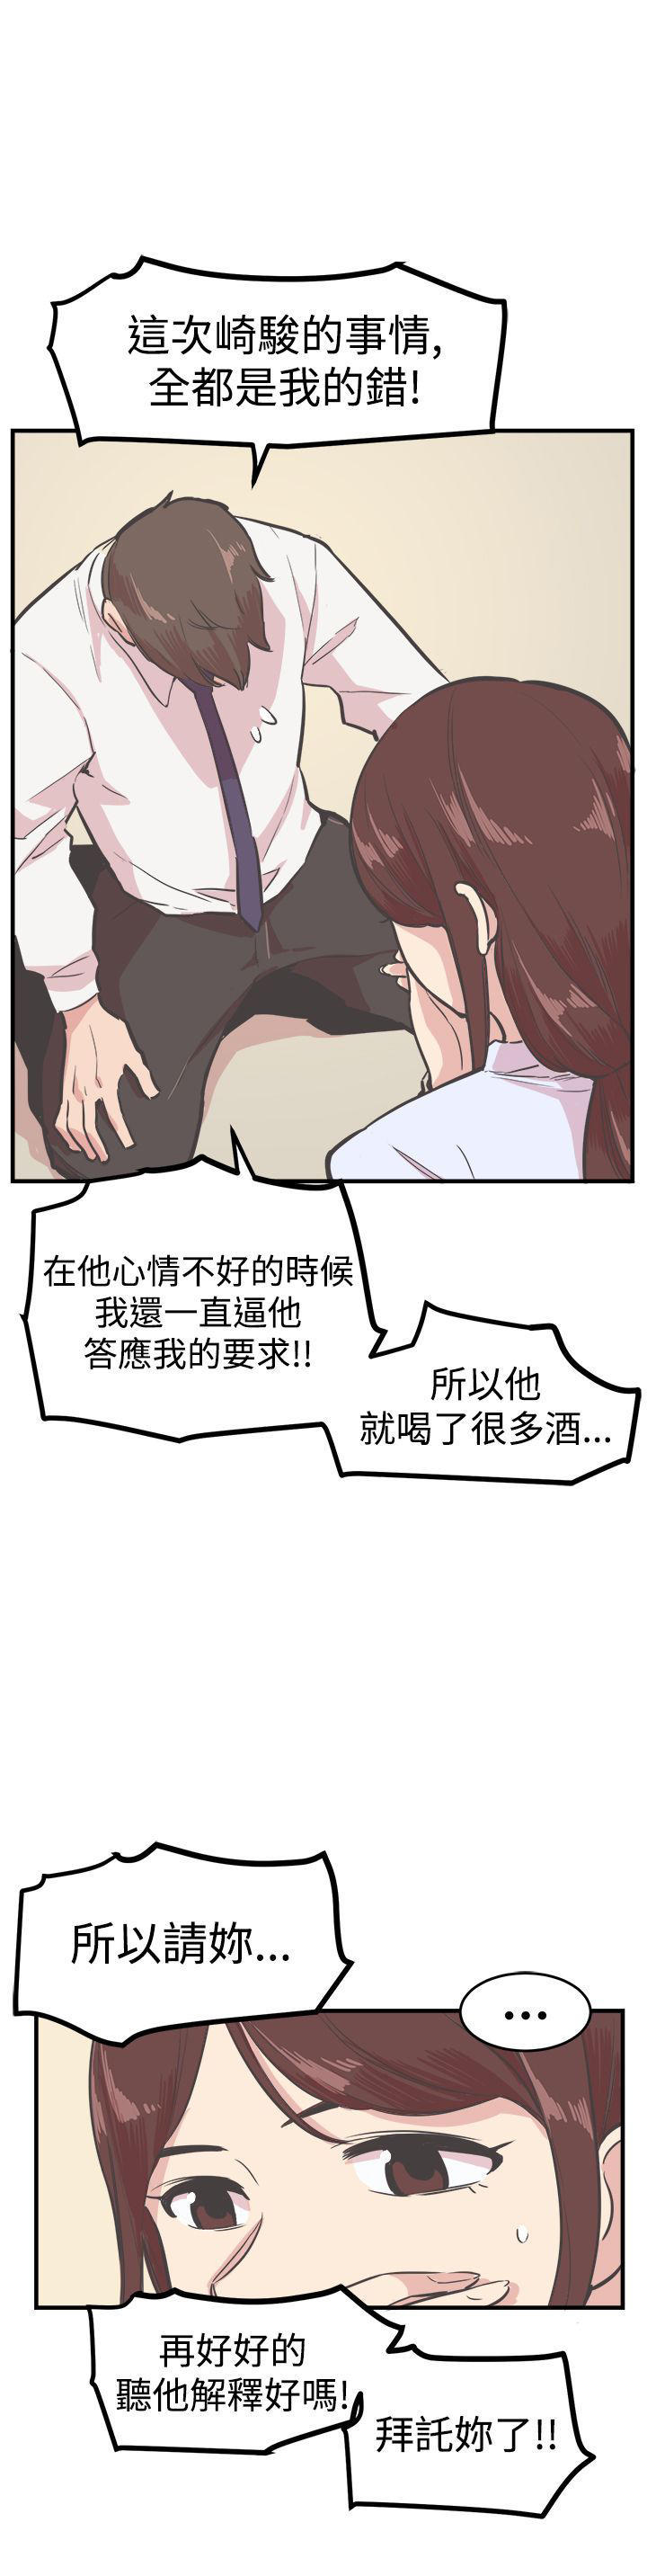 這次崎駿的事情,
全都是我的錯!
在他心情不好的時候
我還一直逼他
答應我的要求!!
所以他
就喝了很多酒...
所以請妳...
...
再好好的
聽他解釋好嗎!
拜託妳了!!